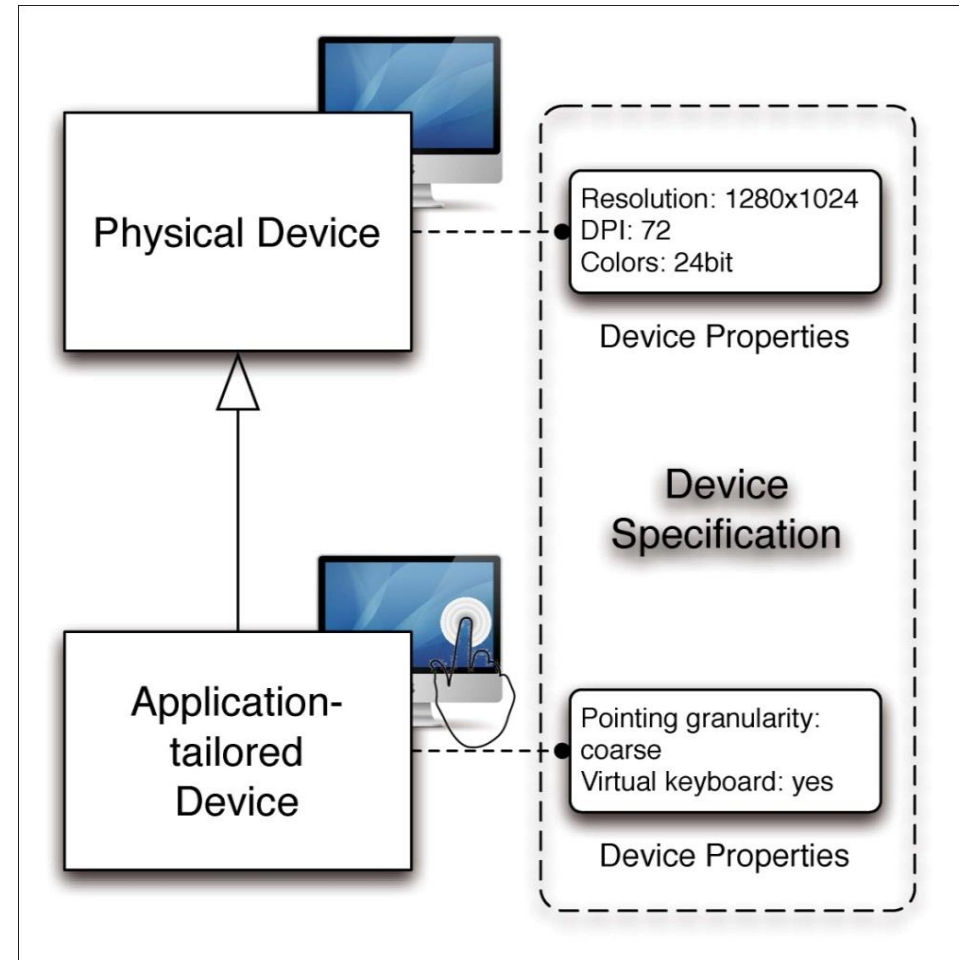 Physical Device
Resolution: 1280x1024
DPI: 72
Colors: 24bit
Device Properties
Device
Specification
Application-
tailored
Device
Pointing granularity:
coarse
Virtual keyboard: yes
Device Properties